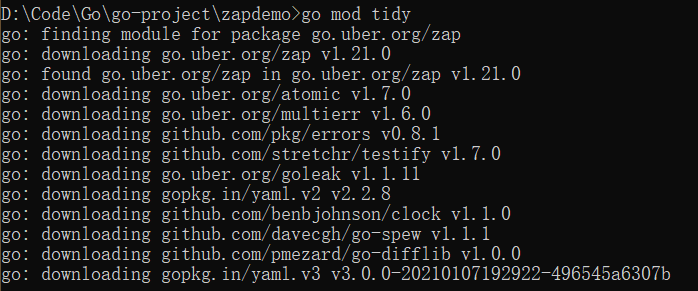 D:\Code\Go\go-project\zapdemo>go mod tidy
go: finding module for package go.uber.org/zap
go: downloading go.uber.org/zap v1.21.0
go: found go.uber.org/zap in go.uber.org/zap v1.21.0
go: downloading go.uber.org/atomic v1.7.0
go: downloading go.uber.org/multierr v1.6.0
go: downloading github.com/pkg/errors v0.8.1
go: downloading github.com/stretchr/testify v1.7.0
go: downloading go.uber.org/goleak v1.1.11
go: downloading gopkg.in/yaml.v2 v2.2.8
go: downloading github.com/benbjohnson/clock v1.1.0
go: downloading github.com/davecgh/go-spew v1.1.1
go: downloading github.com/pmezard/go-difflib v1.0.0
go: downloading gopkg.in/yaml.v3 v3.0.0-20210107192922-496545a6307b